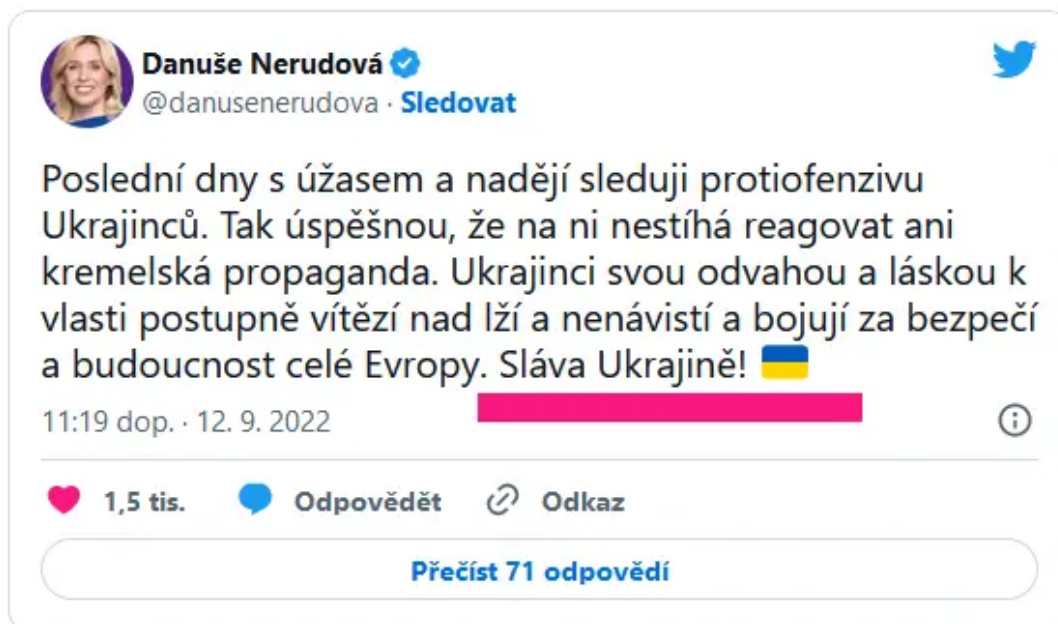 Danuše Nerudová
@danusenerudova · Sledovat
Poslední dny s úžasem a nadějí sleduji protiofenzivu
Ukrajinců. Tak úspěšnou, že na ni nestíhá reagovat ani
kremelská propaganda. Ukrajinci svou odvahou a láskou k
vlasti postupně vítězí nad lží a nenávistí a bojují za bezpečí
a budoucnost celé Evropy. Sláva Ukrajině! 🇺🇦
11:19 dop. · 12. 9. 2022
1,5 tis. Odpovědět Odkaz
Přečíst 71 odpovědí